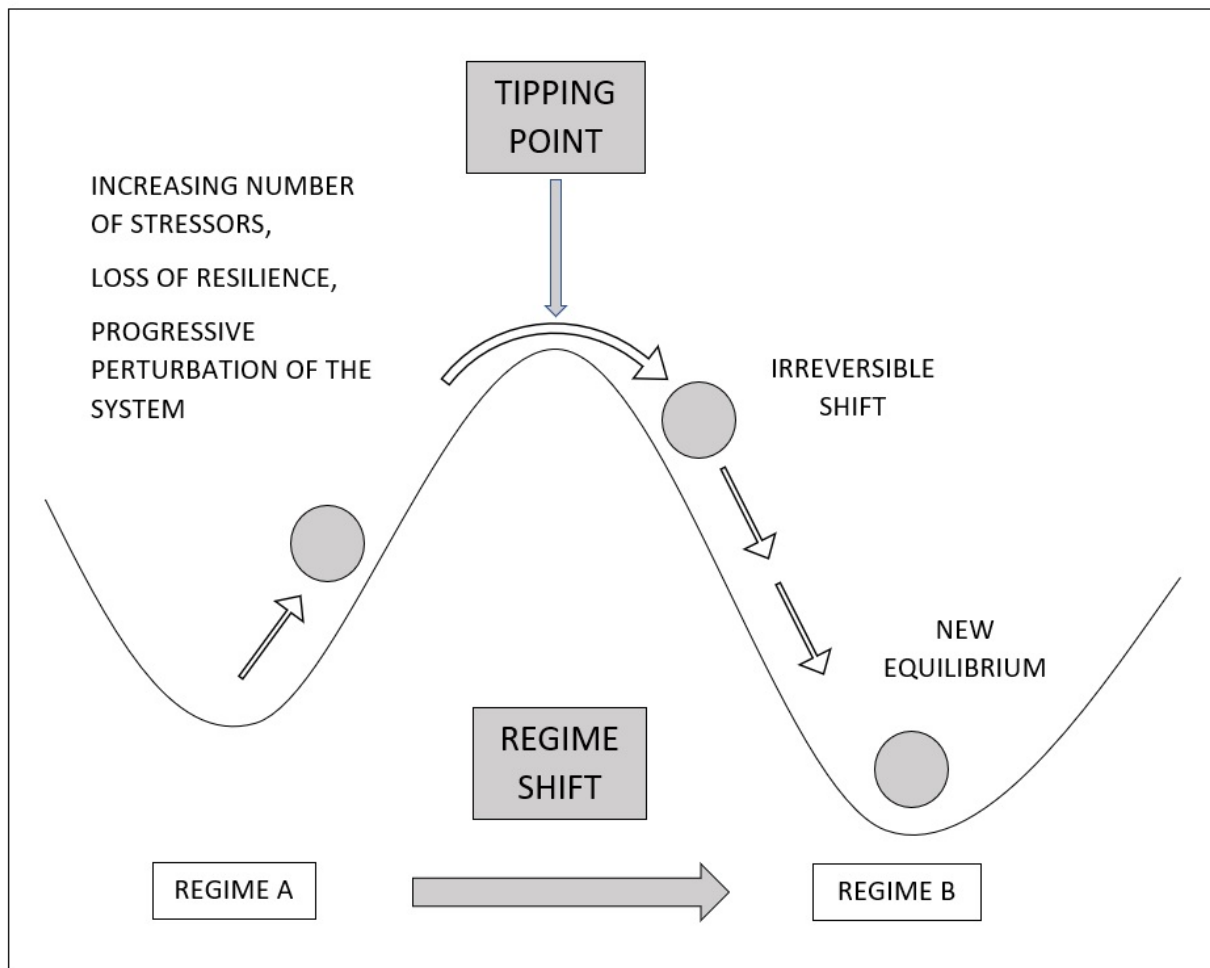 TIPPING
POINT
INCREASING NUMBER
OF STRESSORS,
LOSS OF RESILIENCE,
PROGRESSIVE
PERTURBATION OF THE
SYSTEM
IRREVERSIBLE
SHIFT
NEW
EQUILIBRIUM
REGIME
SHIFT
REGIME A
REGIME B